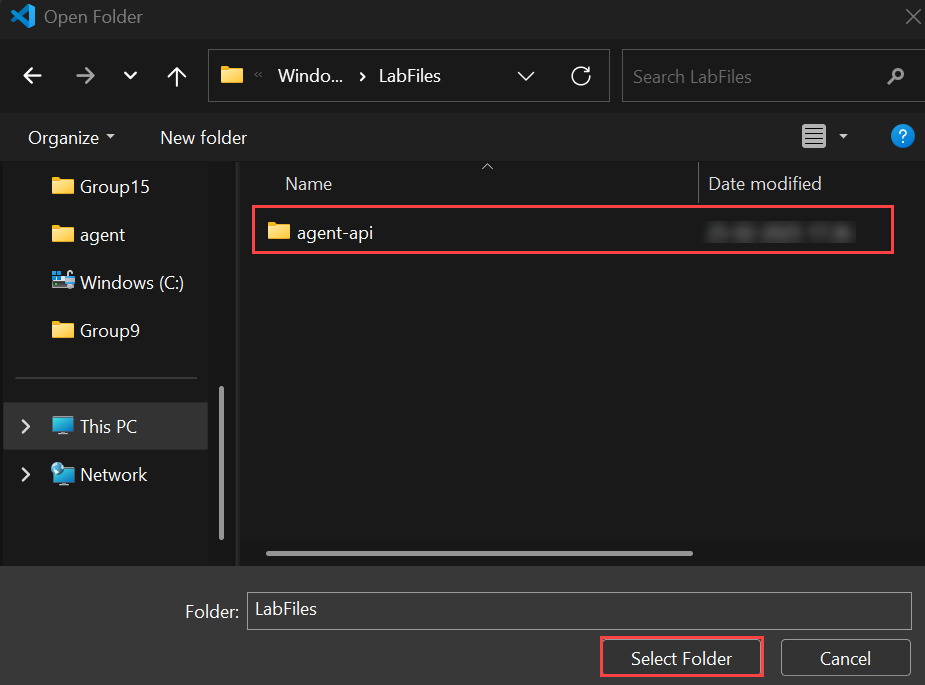 Open Folder
« Windo... > LabFiles
Search LabFiles
Organize
New folder
?
Group15
agent
Windows (C:)
Group9
This PC
Network
Name
Date modified
agent-api
Folder:
LabFiles
Select Folder
Cancel